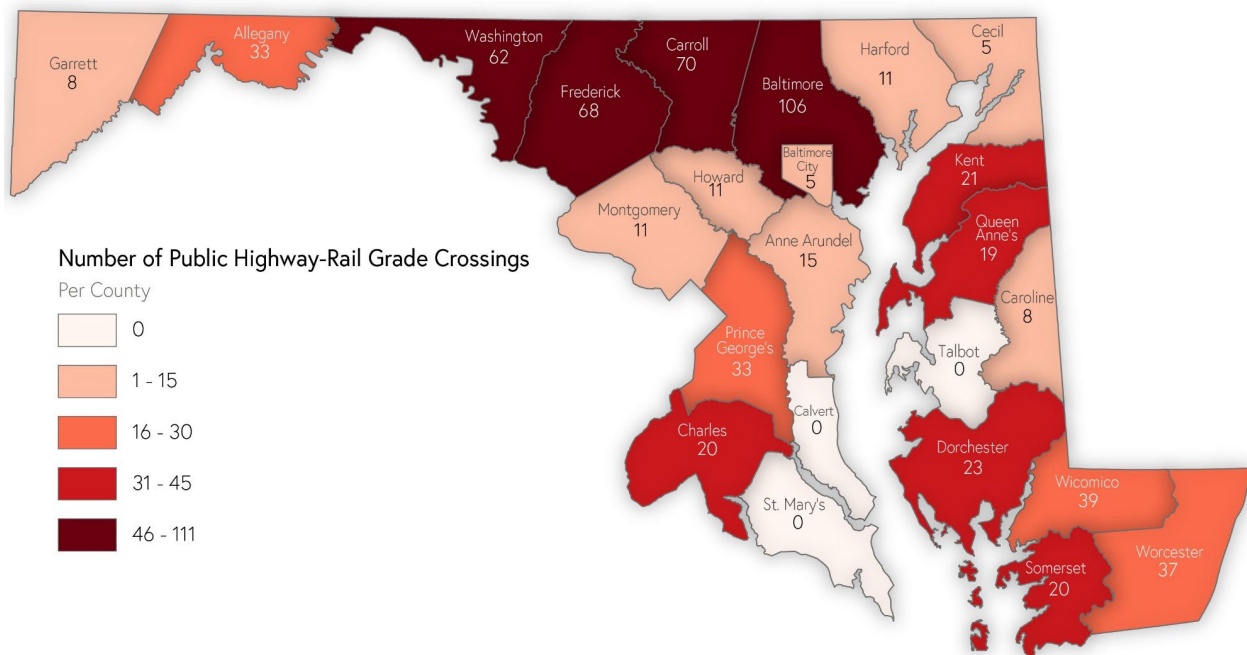 Garrett
8
Allegany
33
Washington
62
Frederick
68
Carroll
70
Baltimore
106
Baltimore
City
5
Harford
11
Cecil
5
Kent
21
Queen
Anne's
19
Howard
11
Montgomery
11
Anne Arundel
15
Caroline
8
Talbot
0
Prince
George's
33
Calvert
0
Charles
20
St. Mary's
0
Dorchester
23
Wicomico
39
Somerset
20
Worcester
37
Number of Public Highway-Rail Grade Crossings
Per County
0
1 - 15
16 - 30
31 - 45
46 - 111